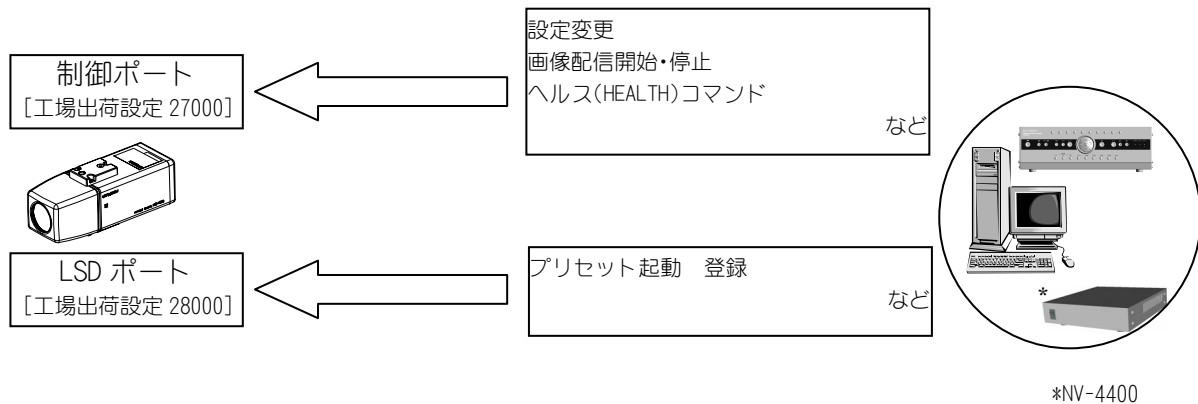 制御ポート
[工場出荷設定 27000]
設定変更
画像配信開始・停止
ヘルス(HEALTH)コマンド
など
LSD ポート
[工場出荷設定 28000]
プリセット起動　登録
など
*
*NV-4400